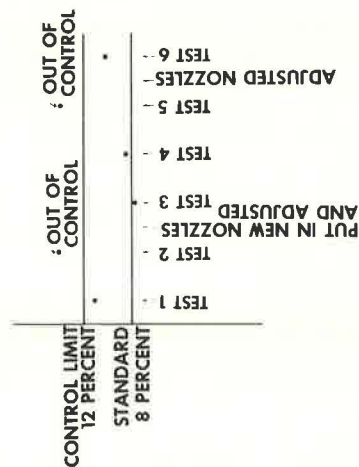 CONTROL LIMIT
12 PERCENT
STANDARD
8 PERCENT
OUT OF
CONTROL
OUT OF
CONTROL
TEST 1
TEST 2
PUT IN NEW NOZZLES
AND ADJUSTED
TEST 3
TEST 4
TEST 5
ADJUSTED NOZZLES
TEST 6